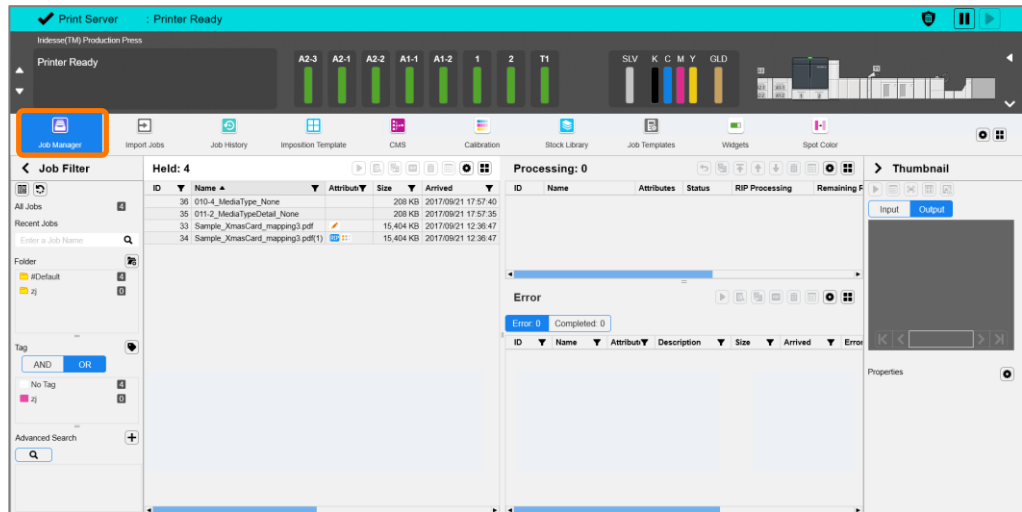 Print Server : Printer Ready
Iridesse(TM) Production Press
Printer Ready
A2-3 A2-1 A2-2 A1-1 A1-2 1 2 T1 SLV K C M Y GLD
Job Manager Import Jobs Job History Imposition Template CMS Calibration Stock Library Job Templates Widgets Spot Color
Job Filter
All Jobs 4
Recent Jobs
Enter a Job Name
Folder
#Default 4
zj 0
Tag
AND OR
No Tag 4
zj 0
Advanced Search
Held: 4
ID Name Attribut Size Arrived
36 010-4_MediaType_None 208 KB 2017/09/21 17:57:40
35 011-2_MediaTypeDetail_None 208 KB 2017/09/21 17:57:35
33 Sample_XmasCard_mapping3.pdf 15,404 KB 2017/09/21 12:36:47
34 Sample_XmasCard_mapping3.pdf(1) RIP 15,404 KB 2017/09/21 12:36:47
Processing: 0
ID Name Attributes Status RIP Processing Remaining
Error
Error: 0 Completed: 0
ID Name Attribut Description Size Arrived Error
Thumbnail
Input Output
Properties